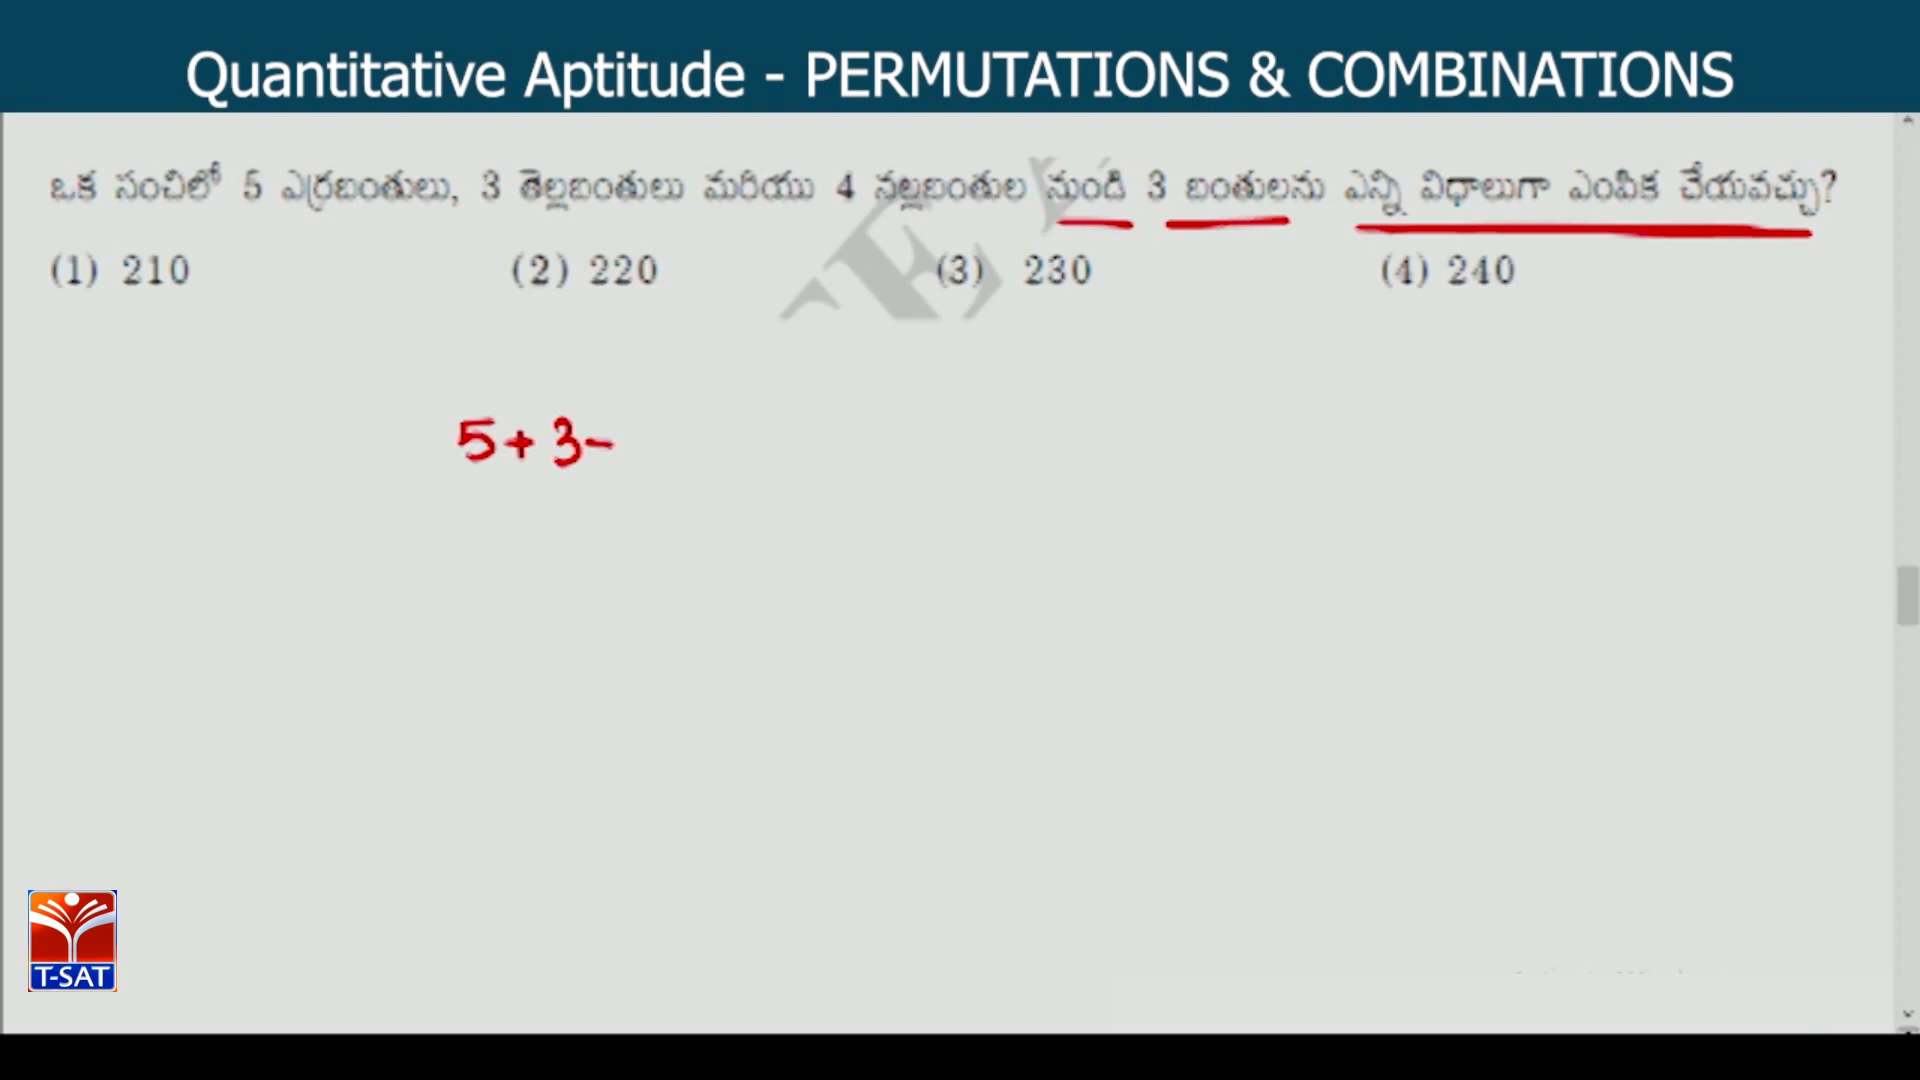 Quantitative Aptitude - PERMUTATIONS & COMBINATIONS
ఒక సంచిలో 5 ఎర్రబంతులు, 3 తెల్లబంతులు మరియు 4 నల్లబంతుల నుండి 3 బంతులను ఎన్ని విధాలుగా ఎంపిక చేయవచ్చు?
(1) 210 (2) 220 (3) 230 (4) 240
5+3-
T-SAT